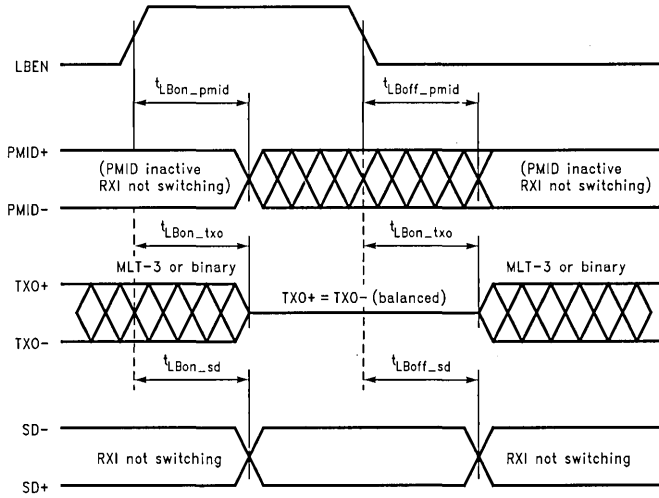 LBEN
tLBon_pmid
tLBoff_pmid
PMID+
(PMID inactive
RXI not switching)
(PMID inactive
RXI not switching)
PMID-
tLBon_txo
tLBon_txo
MLT-3 or binary
MLT-3 or binary
TXO+
TXO+ = TXO- (balanced)
TXO-
tLBon_sd
tLBoff_sd
SD-
RXI not switching
RXI not switching
SD+